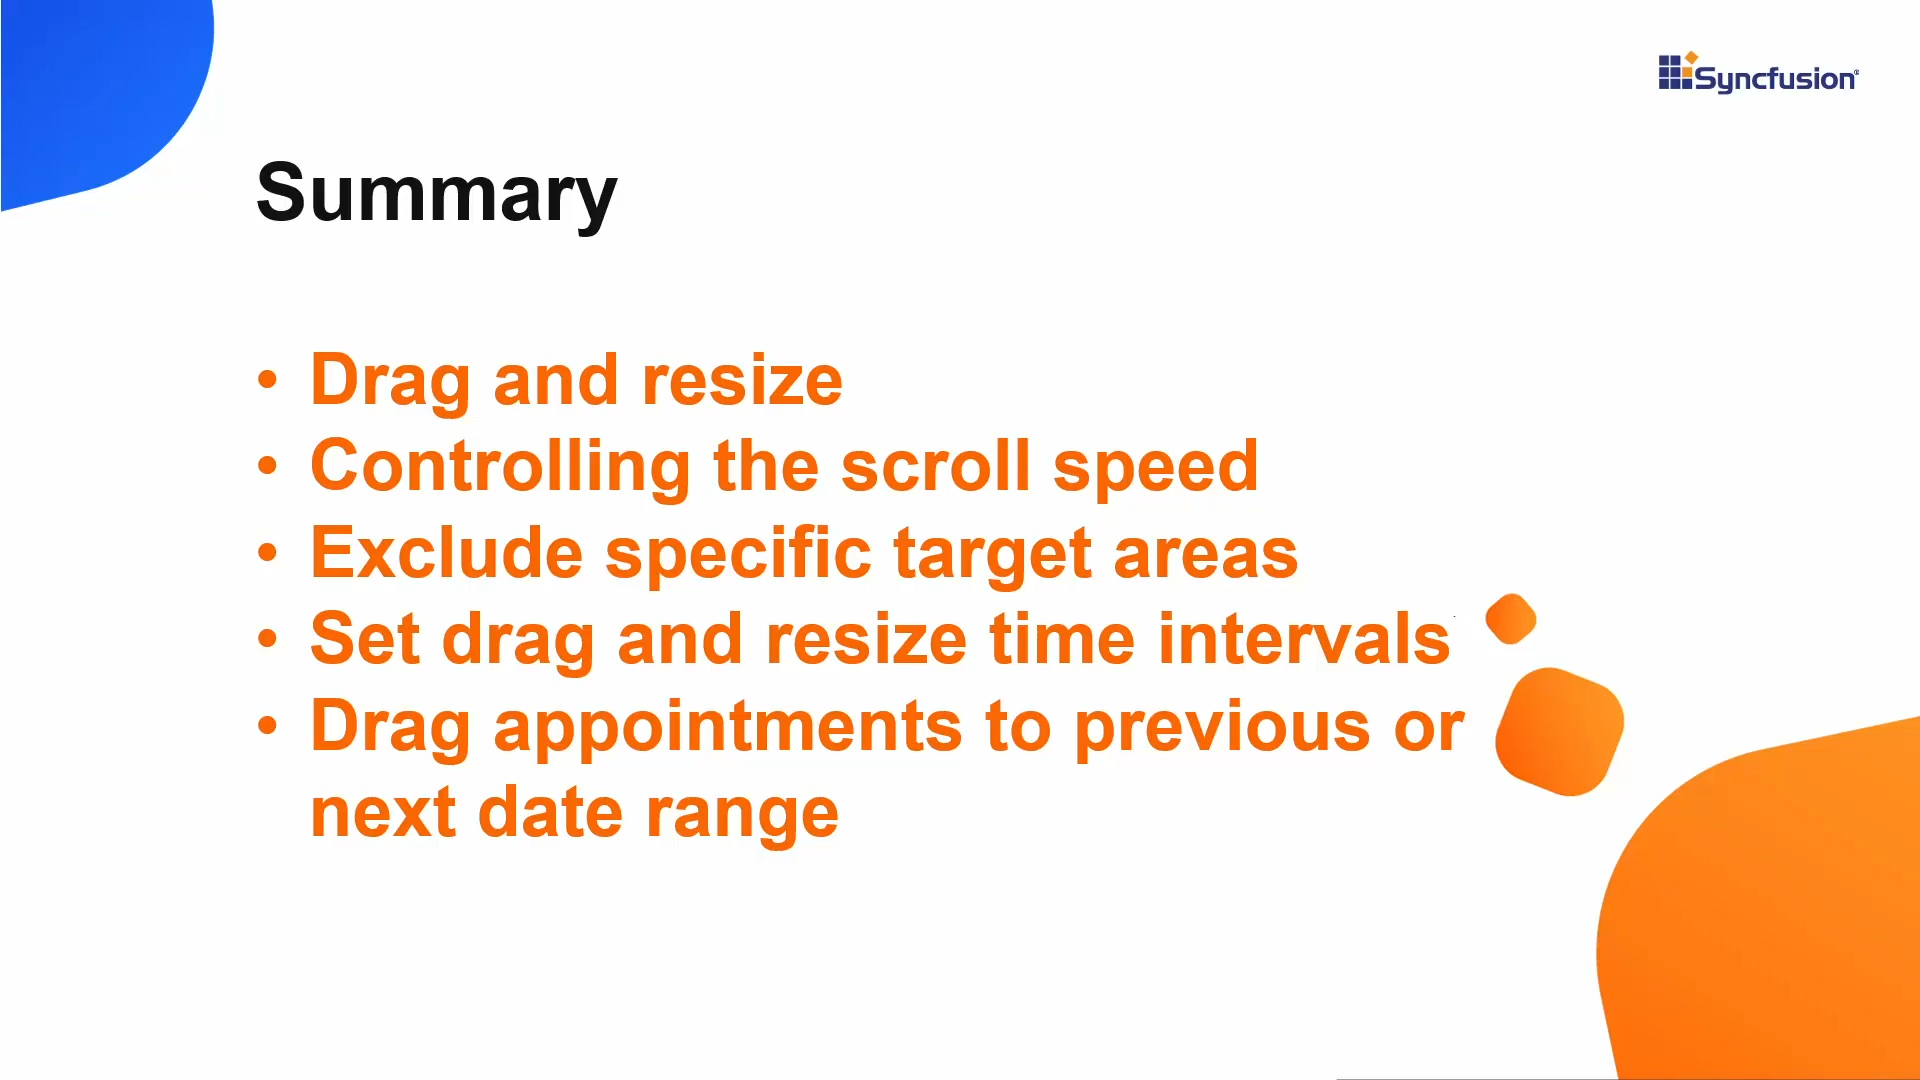 Syncfusion®
Summary
• Drag and resize
• Controlling the scroll speed
• Exclude specific target areas
• Set drag and resize time intervals
• Drag appointments to previous or
next date range